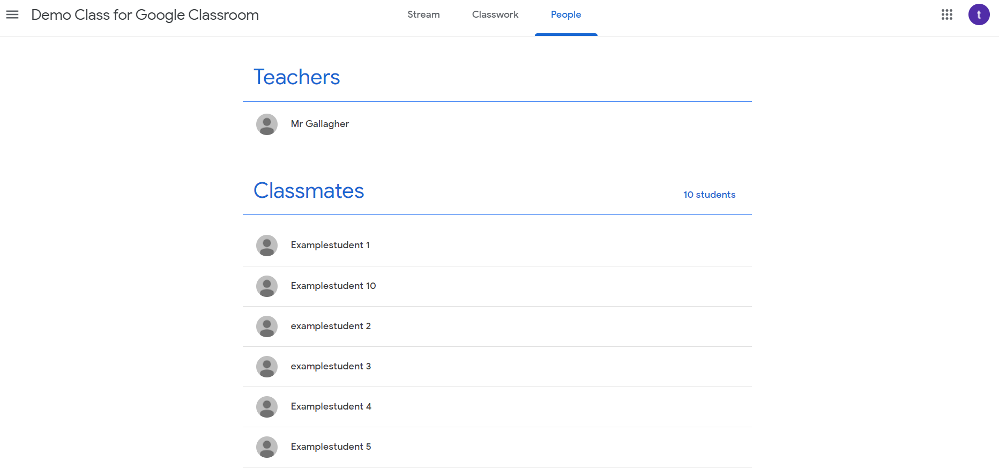 Demo Class for Google Classroom
Stream
Classwork
People
t
Teachers
Mr Gallagher
Classmates
10 students
Examplestudent 1
Examplestudent 10
examplestudent 2
examplestudent 3
Examplestudent 4
Examplestudent 5